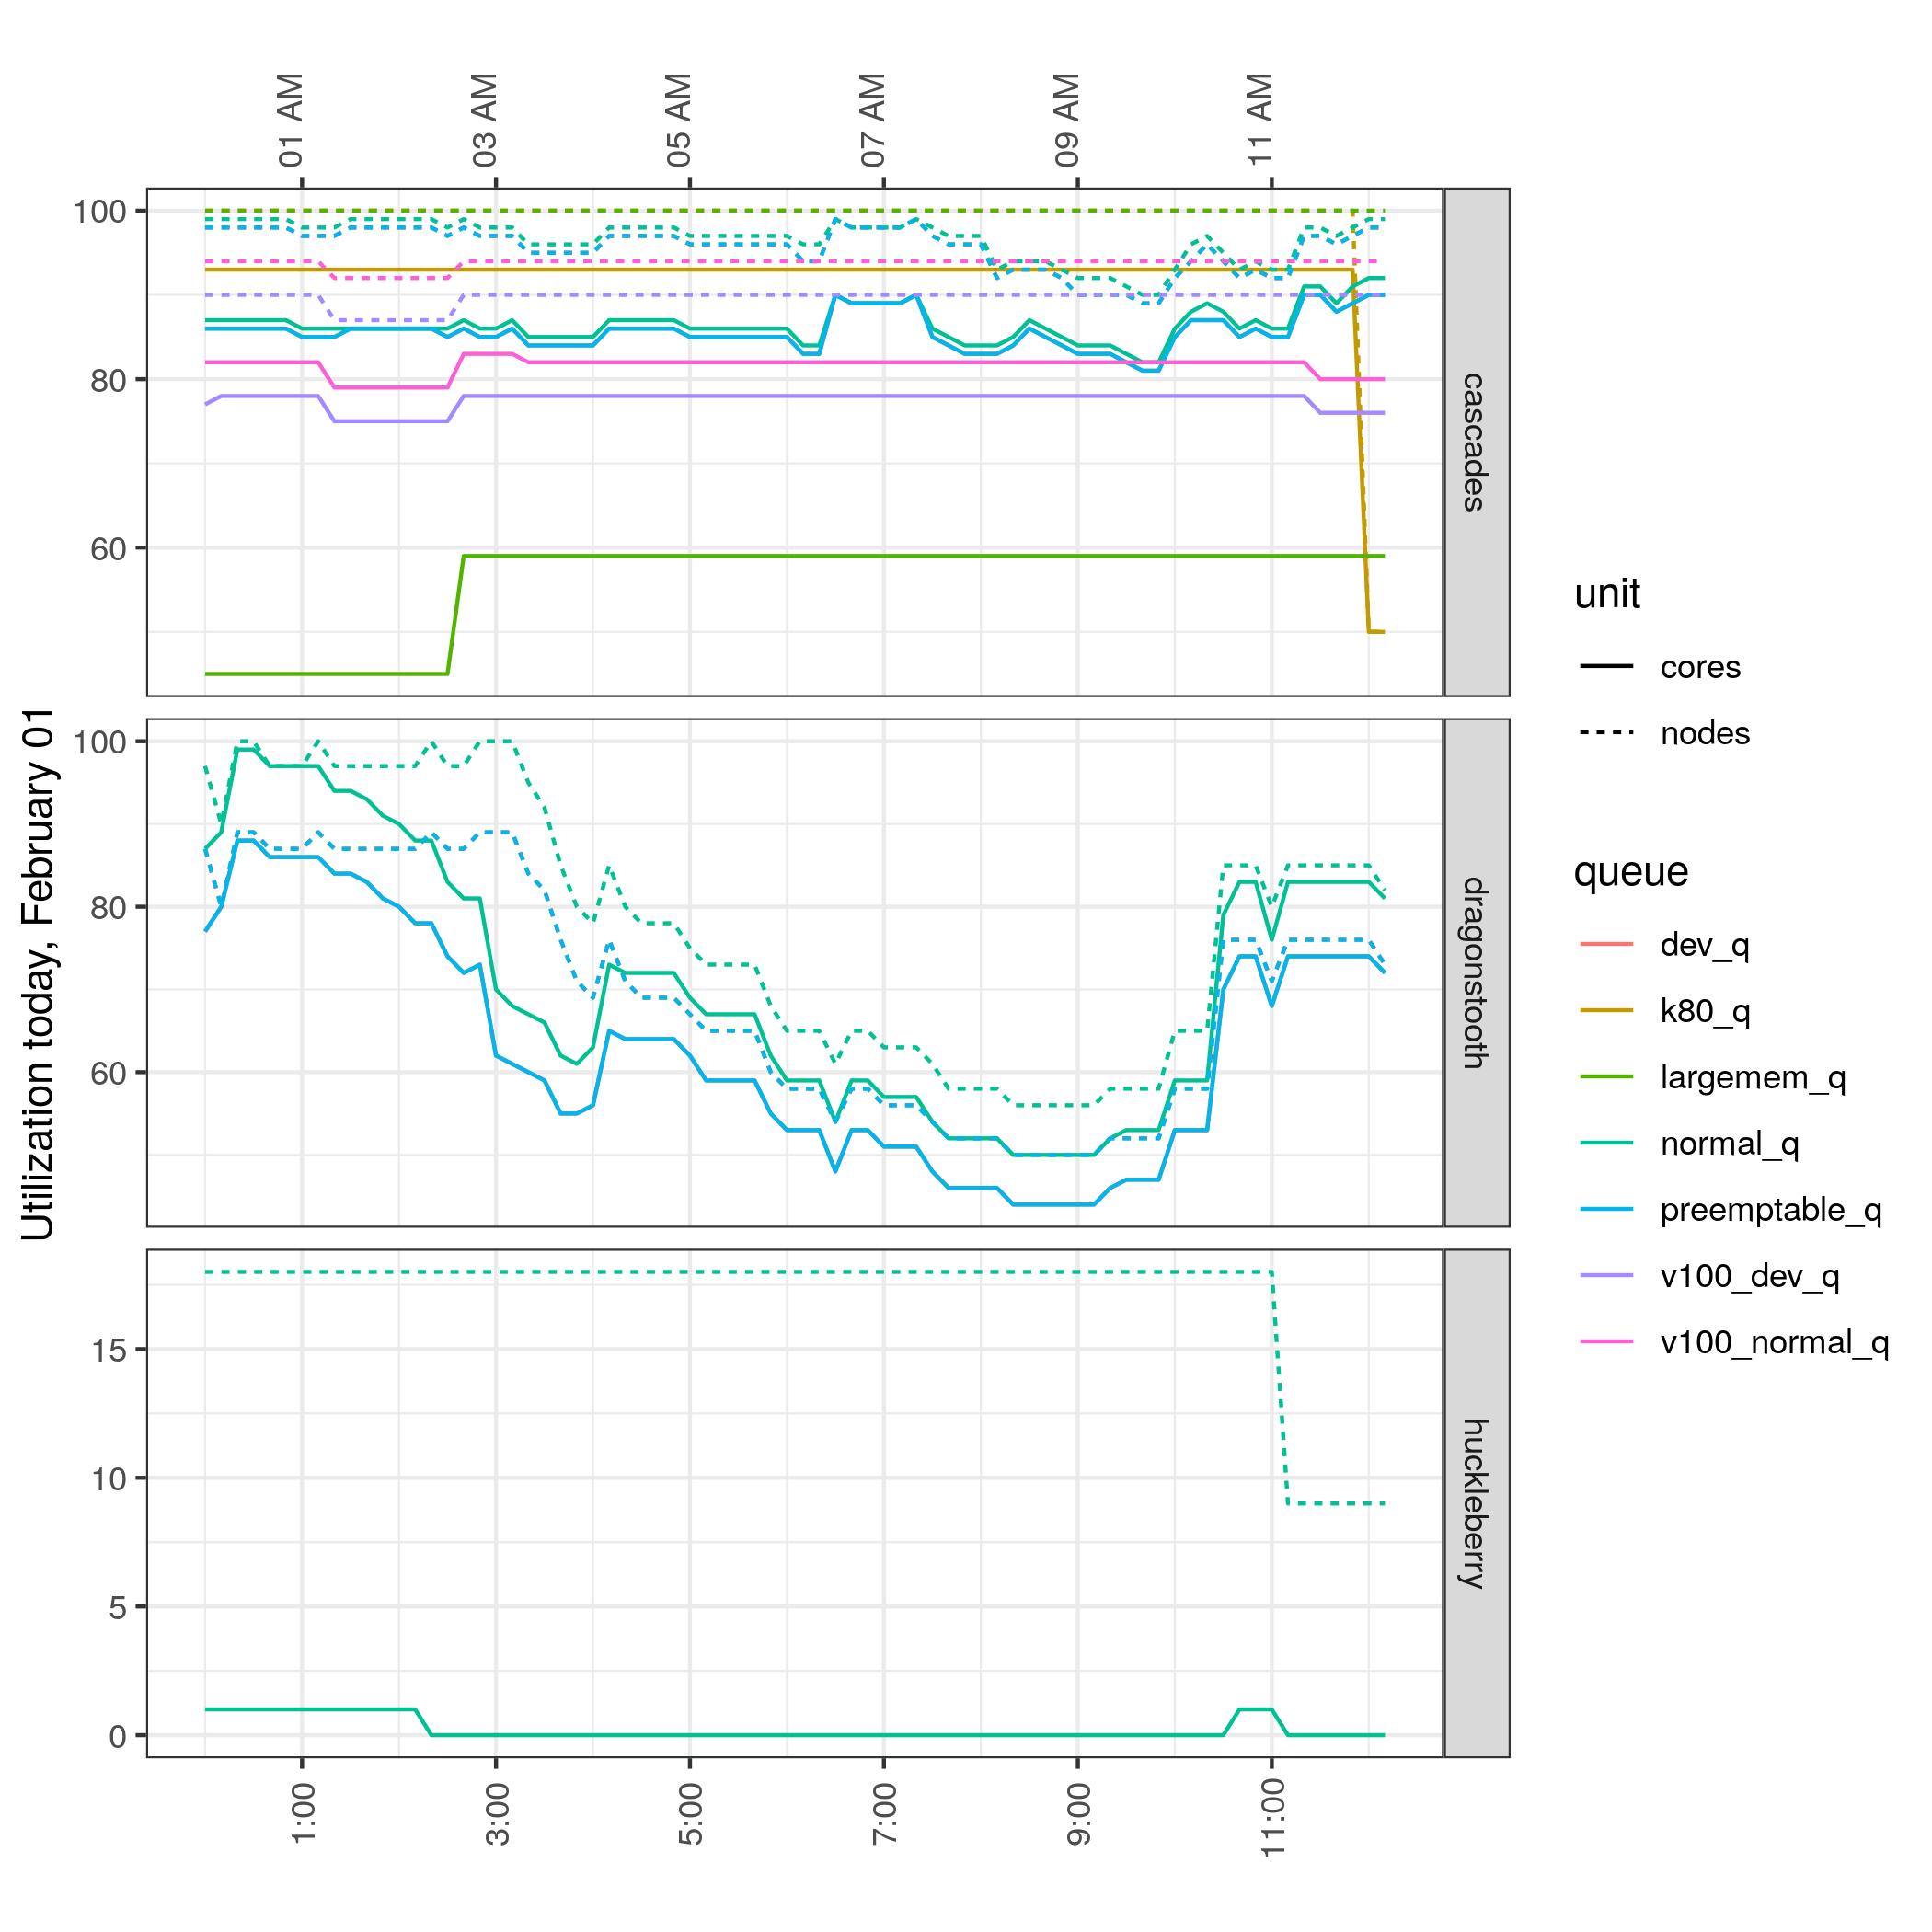 01 AM
03 AM
05 AM
07 AM
09 AM
11 AM
Utilization today, February 01
100
80
60
cascades
100
80
60
dragonstooth
15
10
5
0
huckleberry
1:00
3:00
5:00
7:00
9:00
11:00
unit
cores
nodes
queue
dev_q
k80_q
largemem_q
normal_q
preemptable_q
v100_dev_q
v100_normal_q